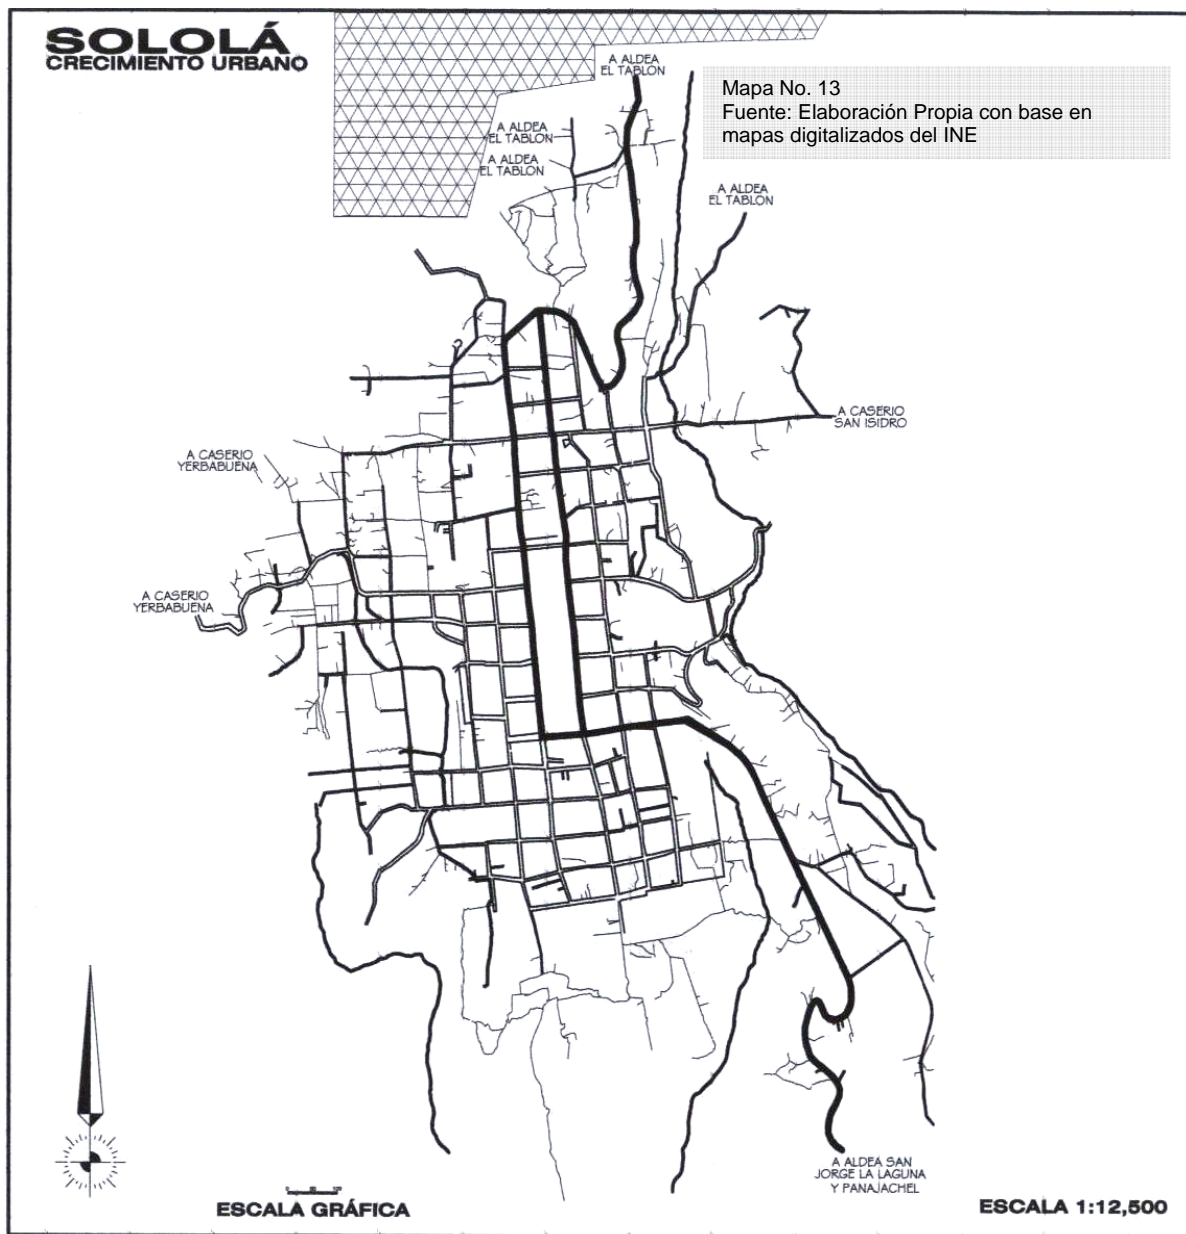 SOLOLÁ
CRECIMIENTO URBANO
A ALDEA
EL TABLON
Mapa No. 13
Fuente: Elaboración Propia con base en
mapas digitalizados del INE
A ALDEA
EL TABLON
A ALDEA
EL TABLON
A ALDEA
EL TABLON
A CASERIO
SAN ISIDRO
A CASERIO
YERBABUENA
A CASERIO
YERBABUENA
A ALDEA SAN
JORGE LA LAGUNA
Y PANAJACHEL
ESCALA GRÁFICA
ESCALA 1:12,500